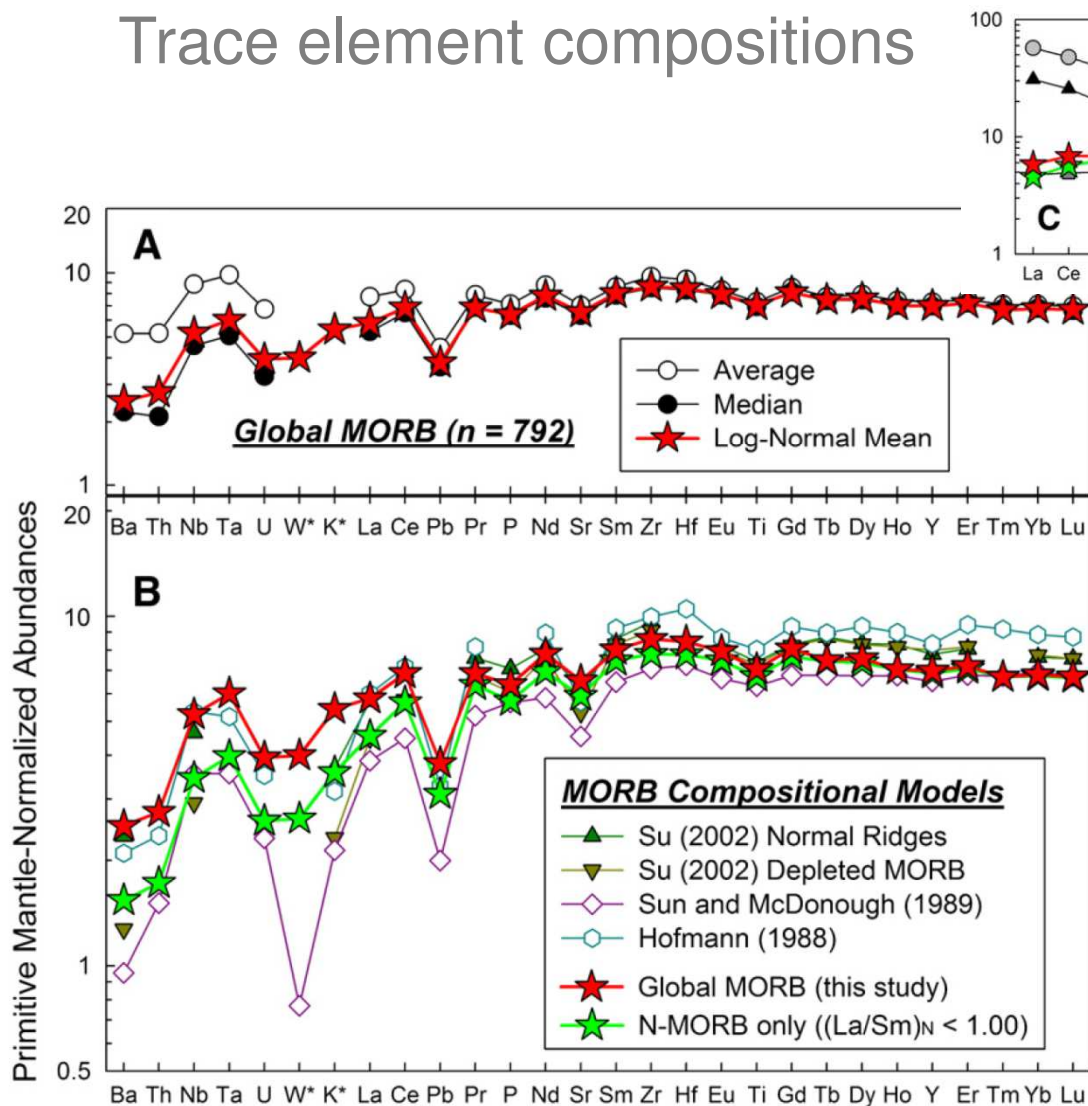 Trace element compositions
100
10
1
C
La Ce
20
10
1
A
Average
Median
Log-Normal Mean
Global MORB (n = 792)
Ba Th Nb Ta U W* K* La Ce Pb Pr P Nd Sr Sm Zr Hf Eu Ti Gd Tb Dy Ho Y Er Tm Yb Lu
Primitive Mantle-Normalized Abundances
20
10
1
0.5
B
MORB Compositional Models
Su (2002) Normal Ridges
Su (2002) Depleted MORB
Sun and McDonough (1989)
Hofmann (1988)
Global MORB (this study)
N-MORB only ((La/Sm)N < 1.00)
Ba Th Nb Ta U W* K* La Ce Pb Pr P Nd Sr Sm Zr Hf Eu Ti Gd Tb Dy Ho Y Er Tm Yb Lu